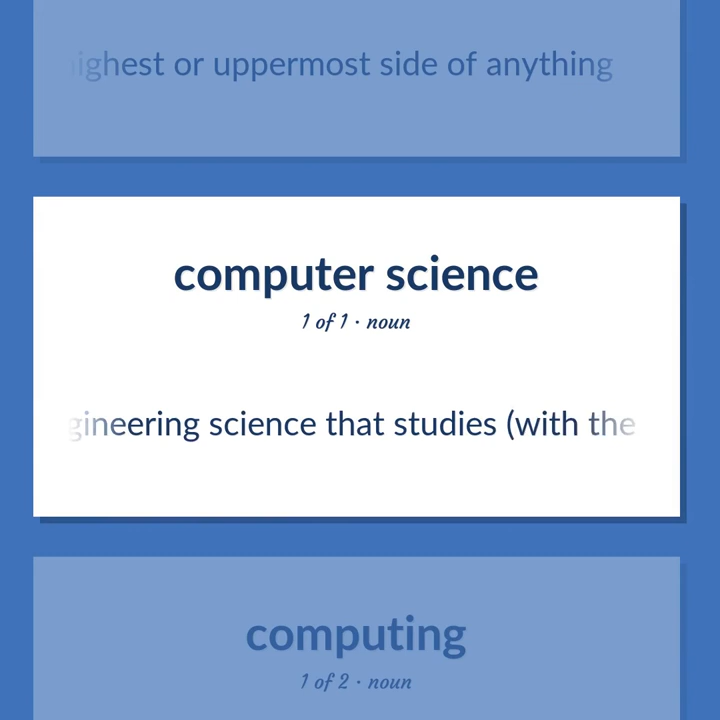 highest or uppermost side of anything
computer science
1 of 1 · noun
gineering science that studies (with the
computing
1 of 2 · noun